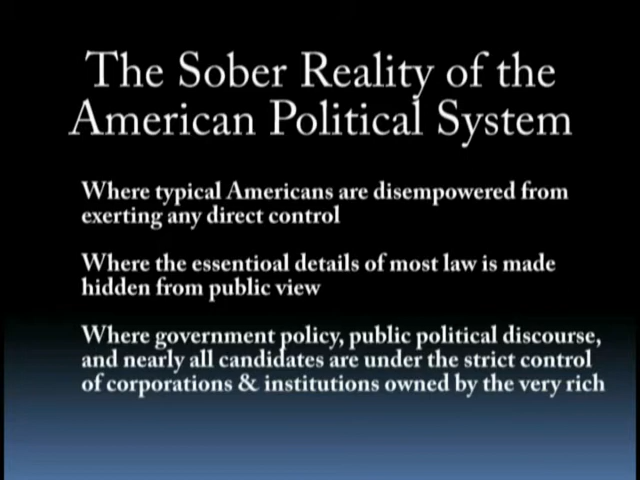 The Sober Reality of the
American Political System
Where typical Americans are disempowered from
exerting any direct control
Where the essentioal details of most law is made
hidden from public view
Where government policy, public political discourse,
and nearly all candidates are under the strict control
of corporations & institutions owned by the very rich